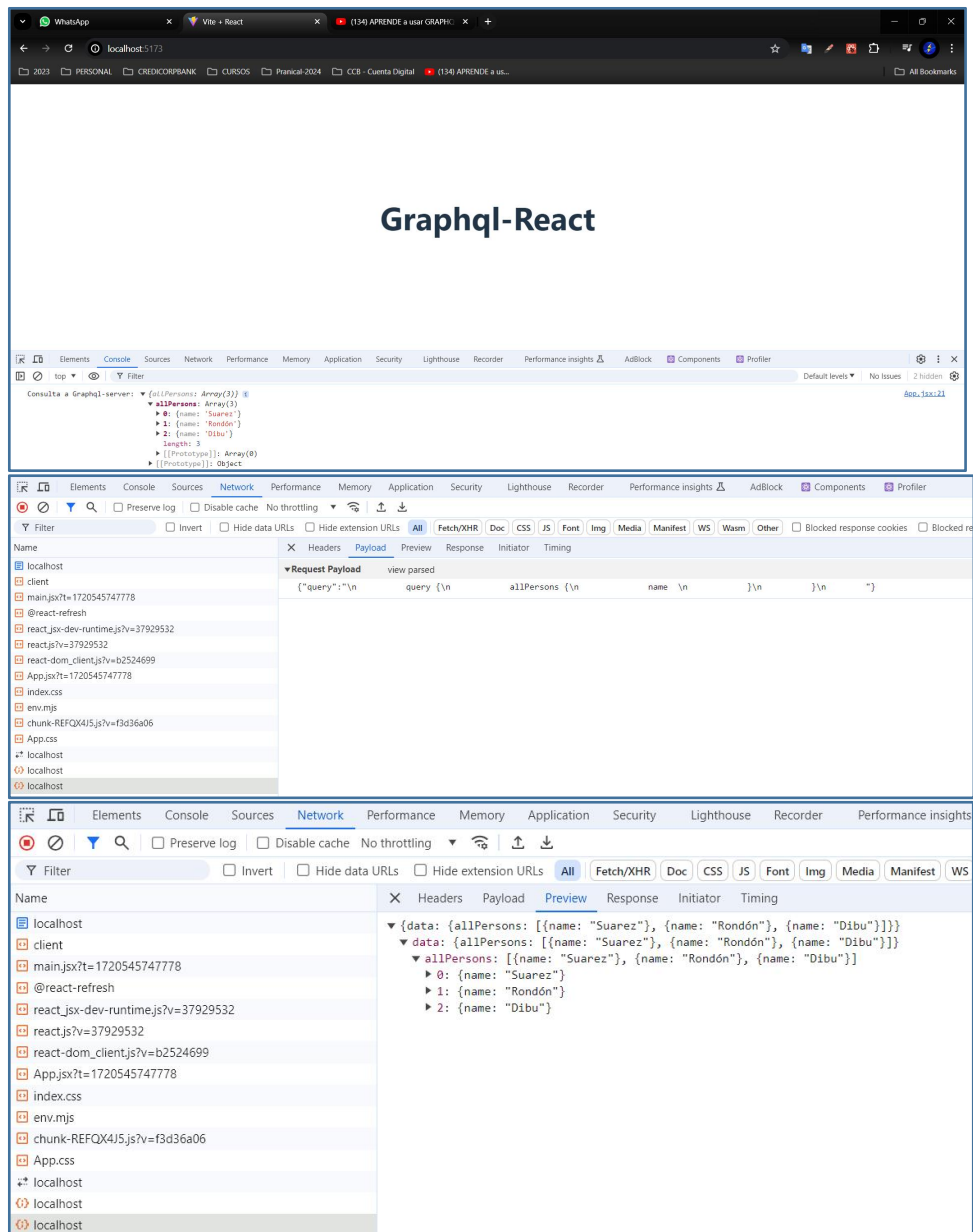 WhatsApp
Vite + React
(134) APRENDE a usar GRAPHQ
localhost:5173
2023 PERSONAL CREDICORPBANK CURSOS Pranical-2024 CCB - Cuenta Digital (134) APRENDE a us... All Bookmarks
Graphql-React
Elements Console Sources Network Performance Memory Application Security Lighthouse Recorder Performance insights AdBlock Components Profiler
top Filter Default levels No Issues 2 hidden
Consulta a Graphql-server: {allPersons: Array(3)} App.jsx:21
allPersons: Array(3)
0: {name: 'Suarez'}
1: {name: 'Rondón'}
2: {name: 'Dibu'}
length: 3
[[Prototype]]: Array(0)
[[Prototype]]: Object
Elements Console Sources Network Performance Memory Application Security Lighthouse Recorder Performance insights AdBlock Components Profiler
Preserve log Disable cache No throttling
Filter Invert Hide data URLs Hide extension URLs All Fetch/XHR Doc CSS JS Font Img Media Manifest WS Wasm Other Blocked response cookies Blocked re
Name Headers Payload Preview Response Initiator Timing
localhost
Request Payload view parsed
client
{"query":"\n query {\n allPersons {\n name \n }\n }\n "}
main.jsx?t=1720545747778
@react-refresh
react_jsx-dev-runtime.js?v=37929532
react.js?v=37929532
react-dom_client.js?v=b2524699
App.jsx?t=1720545747778
index.css
env.mjs
chunk-REFQX4J5.js?v=f3d36a06
App.css
localhost
localhost
localhost
Elements Console Sources Network Performance Memory Application Security Lighthouse Recorder Performance insights
Preserve log Disable cache No throttling
Filter Invert Hide data URLs Hide extension URLs All Fetch/XHR Doc CSS JS Font Img Media Manifest WS
Name Headers Payload Preview Response Initiator Timing
localhost {data: {allPersons: [{name: "Suarez"}, {name: "Rondón"}, {name: "Dibu"}]}}
client data: {allPersons: [{name: "Suarez"}, {name: "Rondón"}, {name: "Dibu"}]}
main.jsx?t=1720545747778 allPersons: [{name: "Suarez"}, {name: "Rondón"}, {name: "Dibu"}]
@react-refresh 0: {name: "Suarez"}
react_jsx-dev-runtime.js?v=37929532 1: {name: "Rondón"}
react.js?v=37929532 2: {name: "Dibu"}
react-dom_client.js?v=b2524699
App.jsx?t=1720545747778
index.css
env.mjs
chunk-REFQX4J5.js?v=f3d36a06
App.css
localhost
localhost
localhost